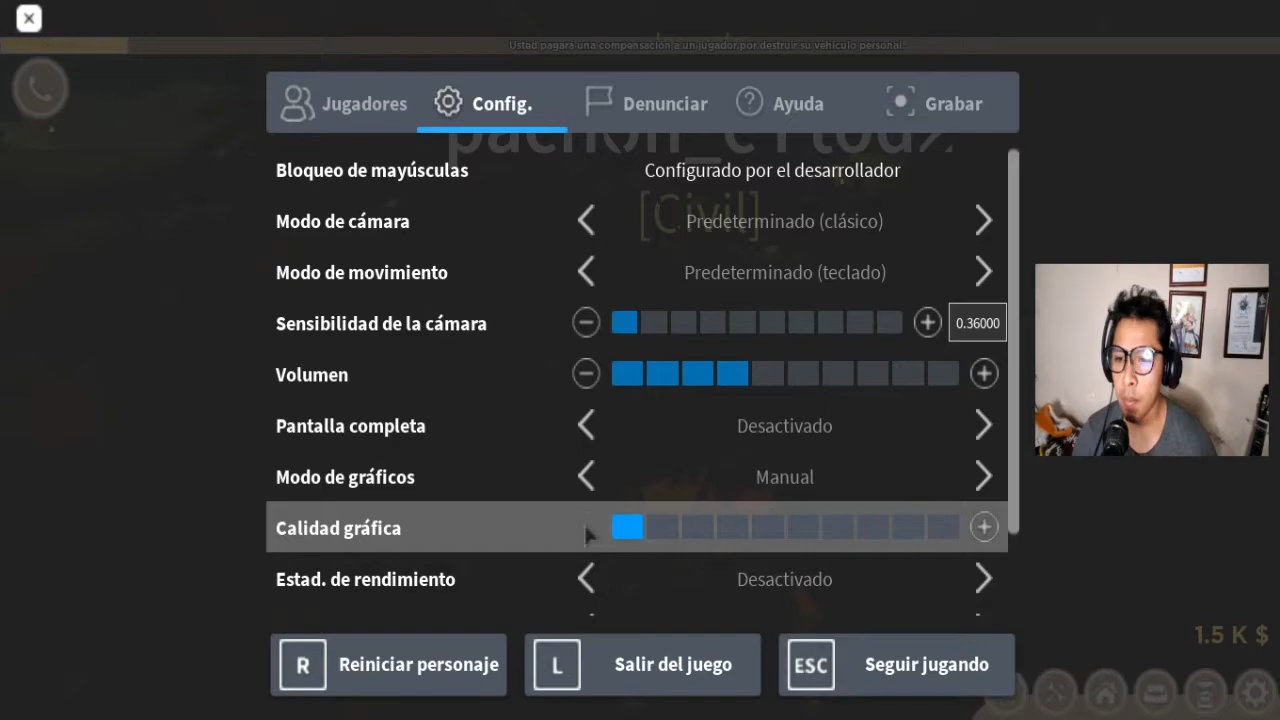 Usted pagará una compensación a un jugador por destruir su vehículo personal.
Jugadores
Config.
Denunciar
Ayuda
Grabar
[Civil]
Bloqueo de mayúsculas
Configurado por el desarrollador
Modo de cámara
Predeterminado (clásico)
Modo de movimiento
Predeterminado (teclado)
Sensibilidad de la cámara
0.36000
Volumen
Pantalla completa
Desactivado
Modo de gráficos
Manual
Calidad gráfica
Estad. de rendimiento
Desactivado
R Reiniciar personaje
L Salir del juego
ESC Seguir jugando
1.5 K $